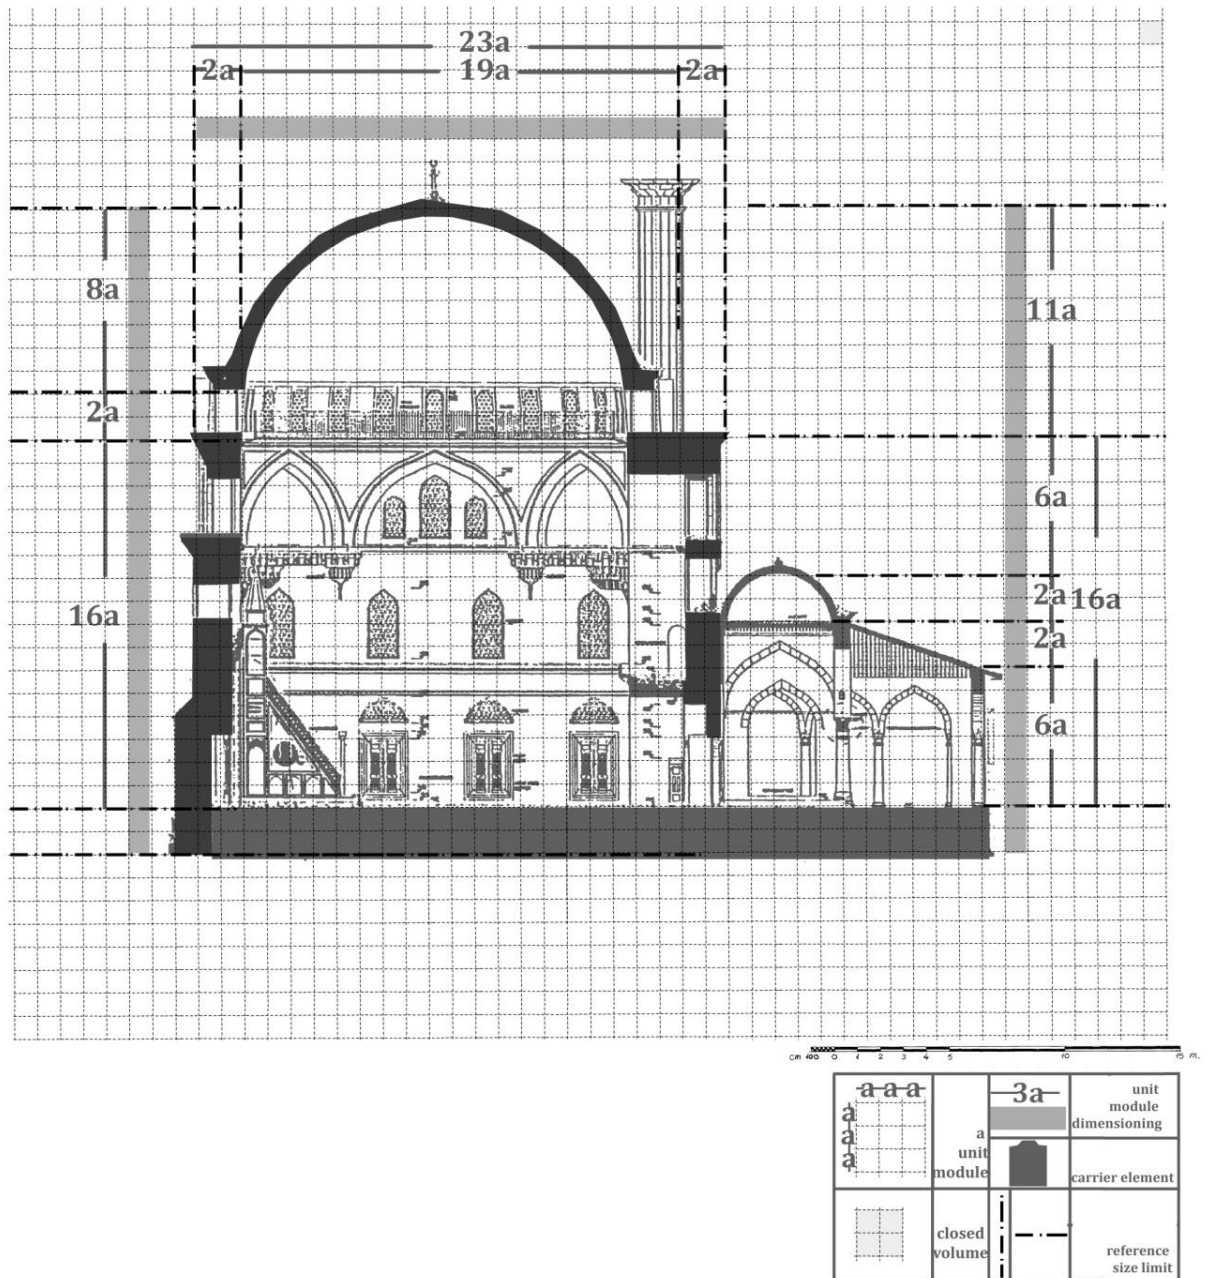 23a
2a 19a 2a
8a
11a
2a
6a
16a
2a
16a
2a
6a
cm 100 0 1 2 3 4 5 10 15 m.
a a a
a
a
a
a
unit
module
3a
unit
module
dimensioning
carrier element
closed
volume
reference
size limit